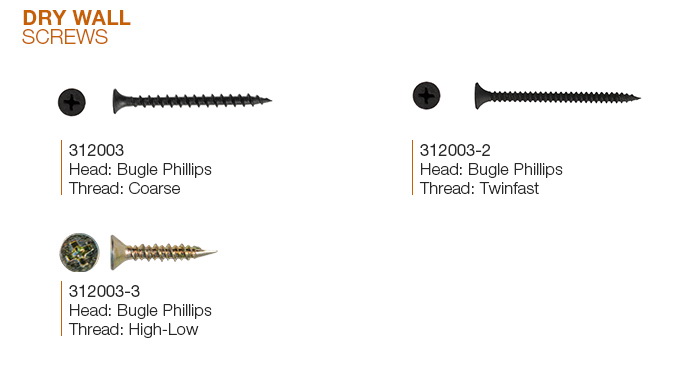 DRY WALL
SCREWS
312003
Head: Bugle Phillips
Thread: Coarse
312003-2
Head: Bugle Phillips
Thread: Twinfast
312003-3
Head: Bugle Phillips
Thread: High-Low